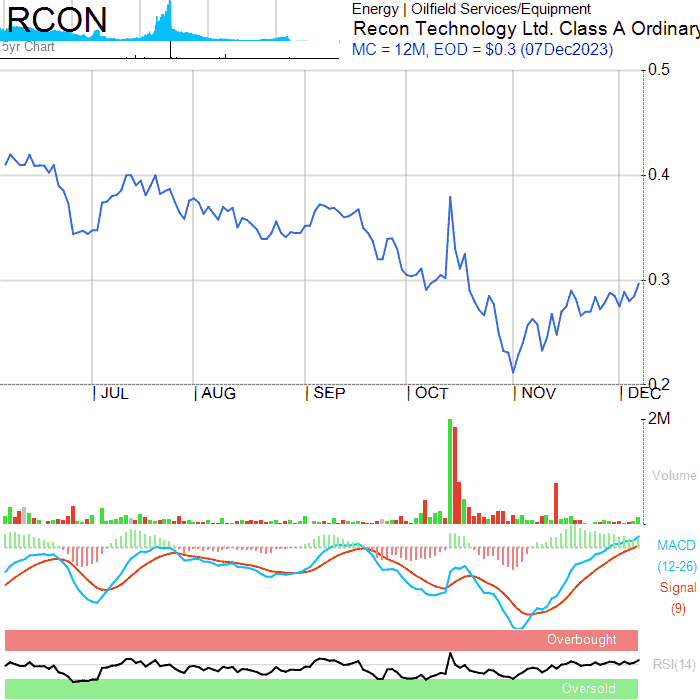 RCON
5yr Chart
Energy | Oilfield Services/Equipment
Recon Technology Ltd. Class A Ordinary
MC = 12M, EOD = $0.3 (07Dec2023)
0.5
0.4
0.3
0.2
JUL AUG SEP OCT NOV DEC
2M
Volume
MACD
(12-26)
Signal
(9)
Overbought
RSI(14)
Oversold